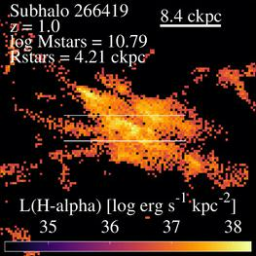 Subhalo 266419
z = 1.0
log Mstars = 10.79
Rstars = 4.21 ckpc
8.4 ckpc
L(H-alpha) [log erg s⁻¹ kpc⁻²]
35 36 37 38